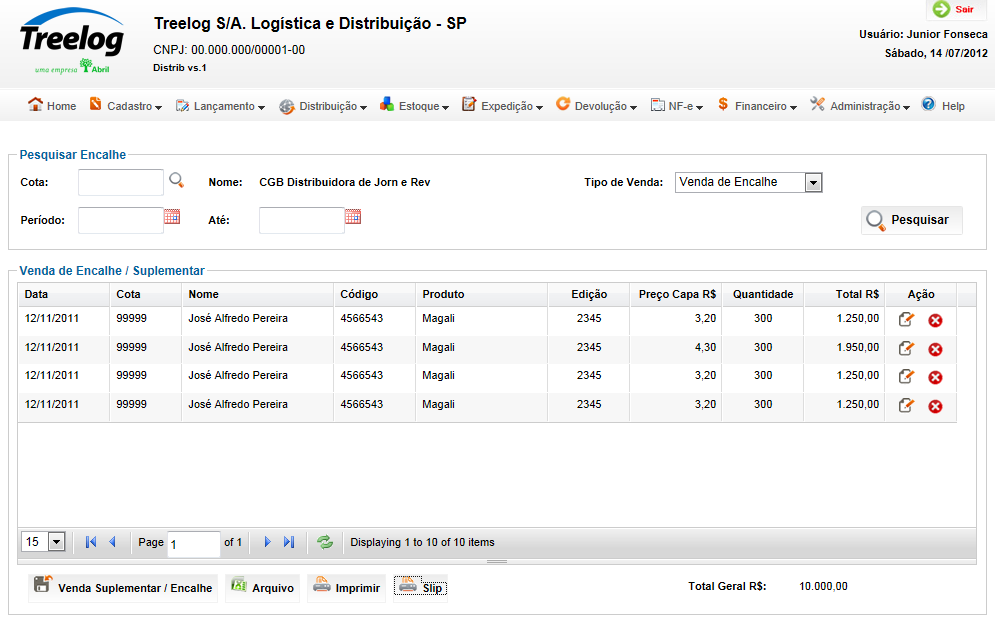 Treelog
uma empresa Abril
Treelog S/A. Logística e Distribuição - SP
CNPJ: 00.000.000/00001-00
Distrib vs.1
Sair
Usuário: Junior Fonseca
Sábado, 14 /07/2012
Home Cadastro Lançamento Distribuição Estoque Expedição Devolução NF-e Financeiro Administração Help
Pesquisar Encalhe
Cota: Nome: CGB Distribuidora de Jorn e Rev Tipo de Venda: Venda de Encalhe
Período: Até: Pesquisar
Venda de Encalhe / Suplementar
Data Cota Nome Código Produto Edição Preço Capa R$ Quantidade Total R$ Ação
12/11/2011 99999 José Alfredo Pereira 4566543 Magali 2345 3,20 300 1.250,00
12/11/2011 99999 José Alfredo Pereira 4566543 Magali 2345 4,30 300 1.950,00
12/11/2011 99999 José Alfredo Pereira 4566543 Magali 2345 3,20 300 1.250,00
12/11/2011 99999 José Alfredo Pereira 4566543 Magali 2345 3,20 300 1.250,00
15 Page 1 of 1 Displaying 1 to 10 of 10 items
Venda Suplementar / Encalhe Arquivo Imprimir Slip Total Geral R$: 10.000,00